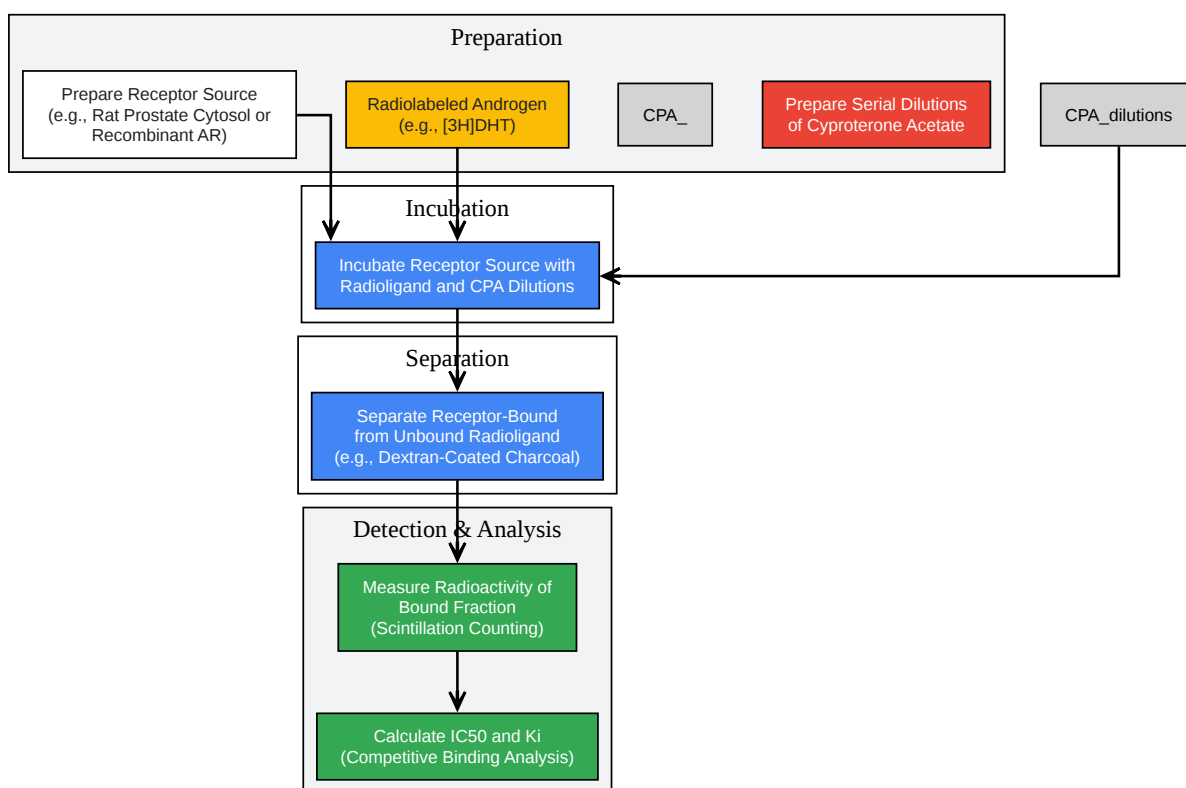 Preparation
Prepare Receptor Source
(e.g., Rat Prostate Cytosol or
Recombinant AR)
Radiolabeled Androgen
(e.g., [3H]DHT)
CPA_
Prepare Serial Dilutions
of Cyproterone Acetate
CPA_dilutions
Incubation
Incubate Receptor Source with
Radioligand and CPA Dilutions
Separation
Separate Receptor-Bound
from Unbound Radioligand
(e.g., Dextran-Coated Charcoal)
Detection & Analysis
Measure Radioactivity of
Bound Fraction
(Scintillation Counting)
Calculate IC50 and Ki
(Competitive Binding Analysis)